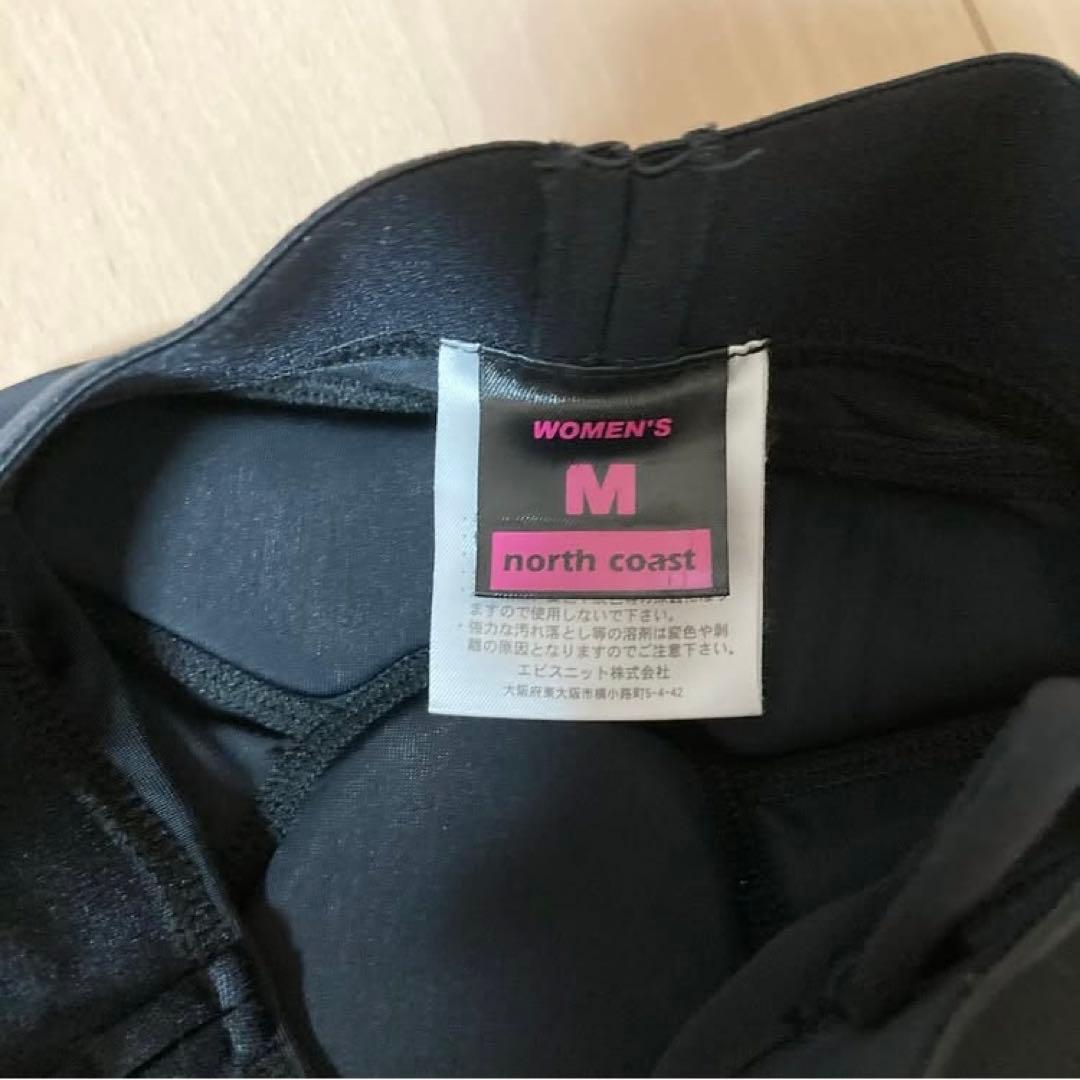 WOMEN'S
M
north coast
ますので使用しないで下さい。
・強力な汚れ落とし等の溶剤は変色や剥
離の原因となりますのでご注意下さい。
エビスニット株式会社
大阪府東大阪市横小路町5-4-42